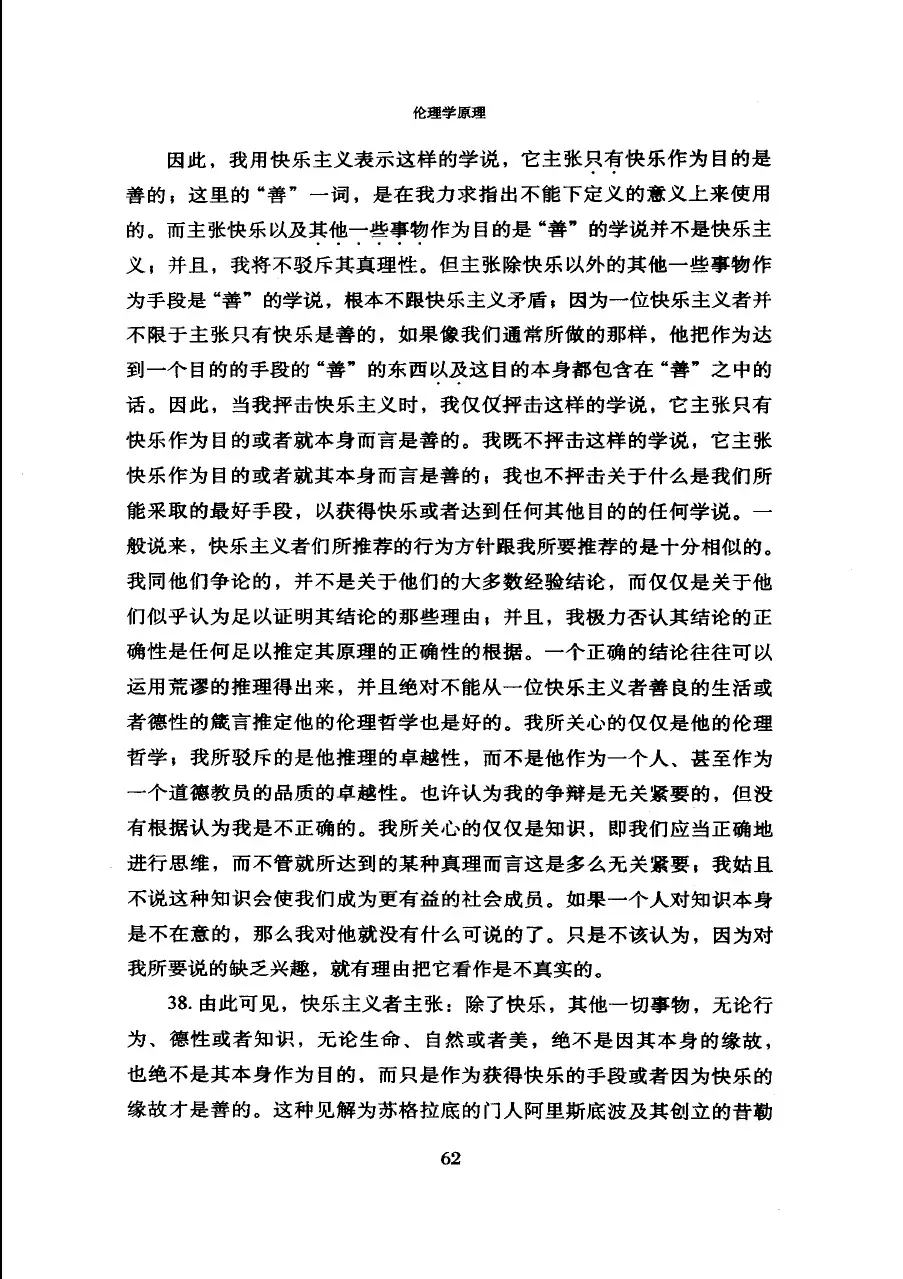 伦理学原理
因此，我用快乐主义表示这样的学说，它主张只有快乐作为目的是
善的；这里的“善”一词，是在我力求指出不能下定义的意义上来使用
的。而主张快乐以及其他一些事物作为目的是“善”的学说并不是快乐主
义；并且，我将不驳斥其真理性。但主张除快乐以外的其他一些事物作
为手段是“善”的学说，根本不跟快乐主义矛盾；因为一位快乐主义者并
不限于主张只有快乐是善的，如果像我们通常所做的那样，他把作为达
到一个目的的手段的“善”的东西以及这目的本身都包含在“善”之中的
话。因此，当我抨击快乐主义时，我仅仅抨击这样的学说，它主张只有
快乐作为目的或者就本身而言是善的。我既不抨击这样的学说，它主张
快乐作为目的或者就其本身而言是善的；我也不抨击关于什么是我们所
能采取的最好手段，以获得快乐或者达到任何其他目的的任何学说。一
般说来，快乐主义者们所推荐的行为方针跟我所要推荐的是十分相似的。
我同他们争论的，并不是关于他们的大多数经验结论，而仅仅是关于他
们似乎认为足以证明其结论的那些理由；并且，我极力否认其结论的正
确性是任何足以推定其原理的正确性的根据。一个正确的结论往往可以
运用荒谬的推理得出来，并且绝对不能从一位快乐主义者善良的生活或
者德性的箴言推定他的伦理哲学也是好的。我所关心的仅仅是他的伦理
哲学；我所驳斥的是他推理的卓越性，而不是他作为一个人、甚至作为
一个道德教员的品质的卓越性。也许认为我的争辩是无关紧要的，但没
有根据认为我是不正确的。我所关心的仅仅是知识，即我们应当正确地
进行思维，而不管就所达到的某种真理而言这是多么无关紧要；我姑且
不说这种知识会使我们成为更有益的社会成员。如果一个人对知识本身
是不在意的，那么我对他就没有什么可说的了。只是不该认为，因为对
我所要说的缺乏兴趣，就有理由把它看作是不真实的。
38. 由此可见，快乐主义者主张：除了快乐，其他一切事物，无论行
为、德性或者知识，无论生命、自然或者美，绝不是因其本身的缘故，
也绝不是其本身作为目的，而只是作为获得快乐的手段或者因为快乐的
缘故才是善的。这种见解为苏格拉底的门人阿里斯底波及其创立的昔勒
62